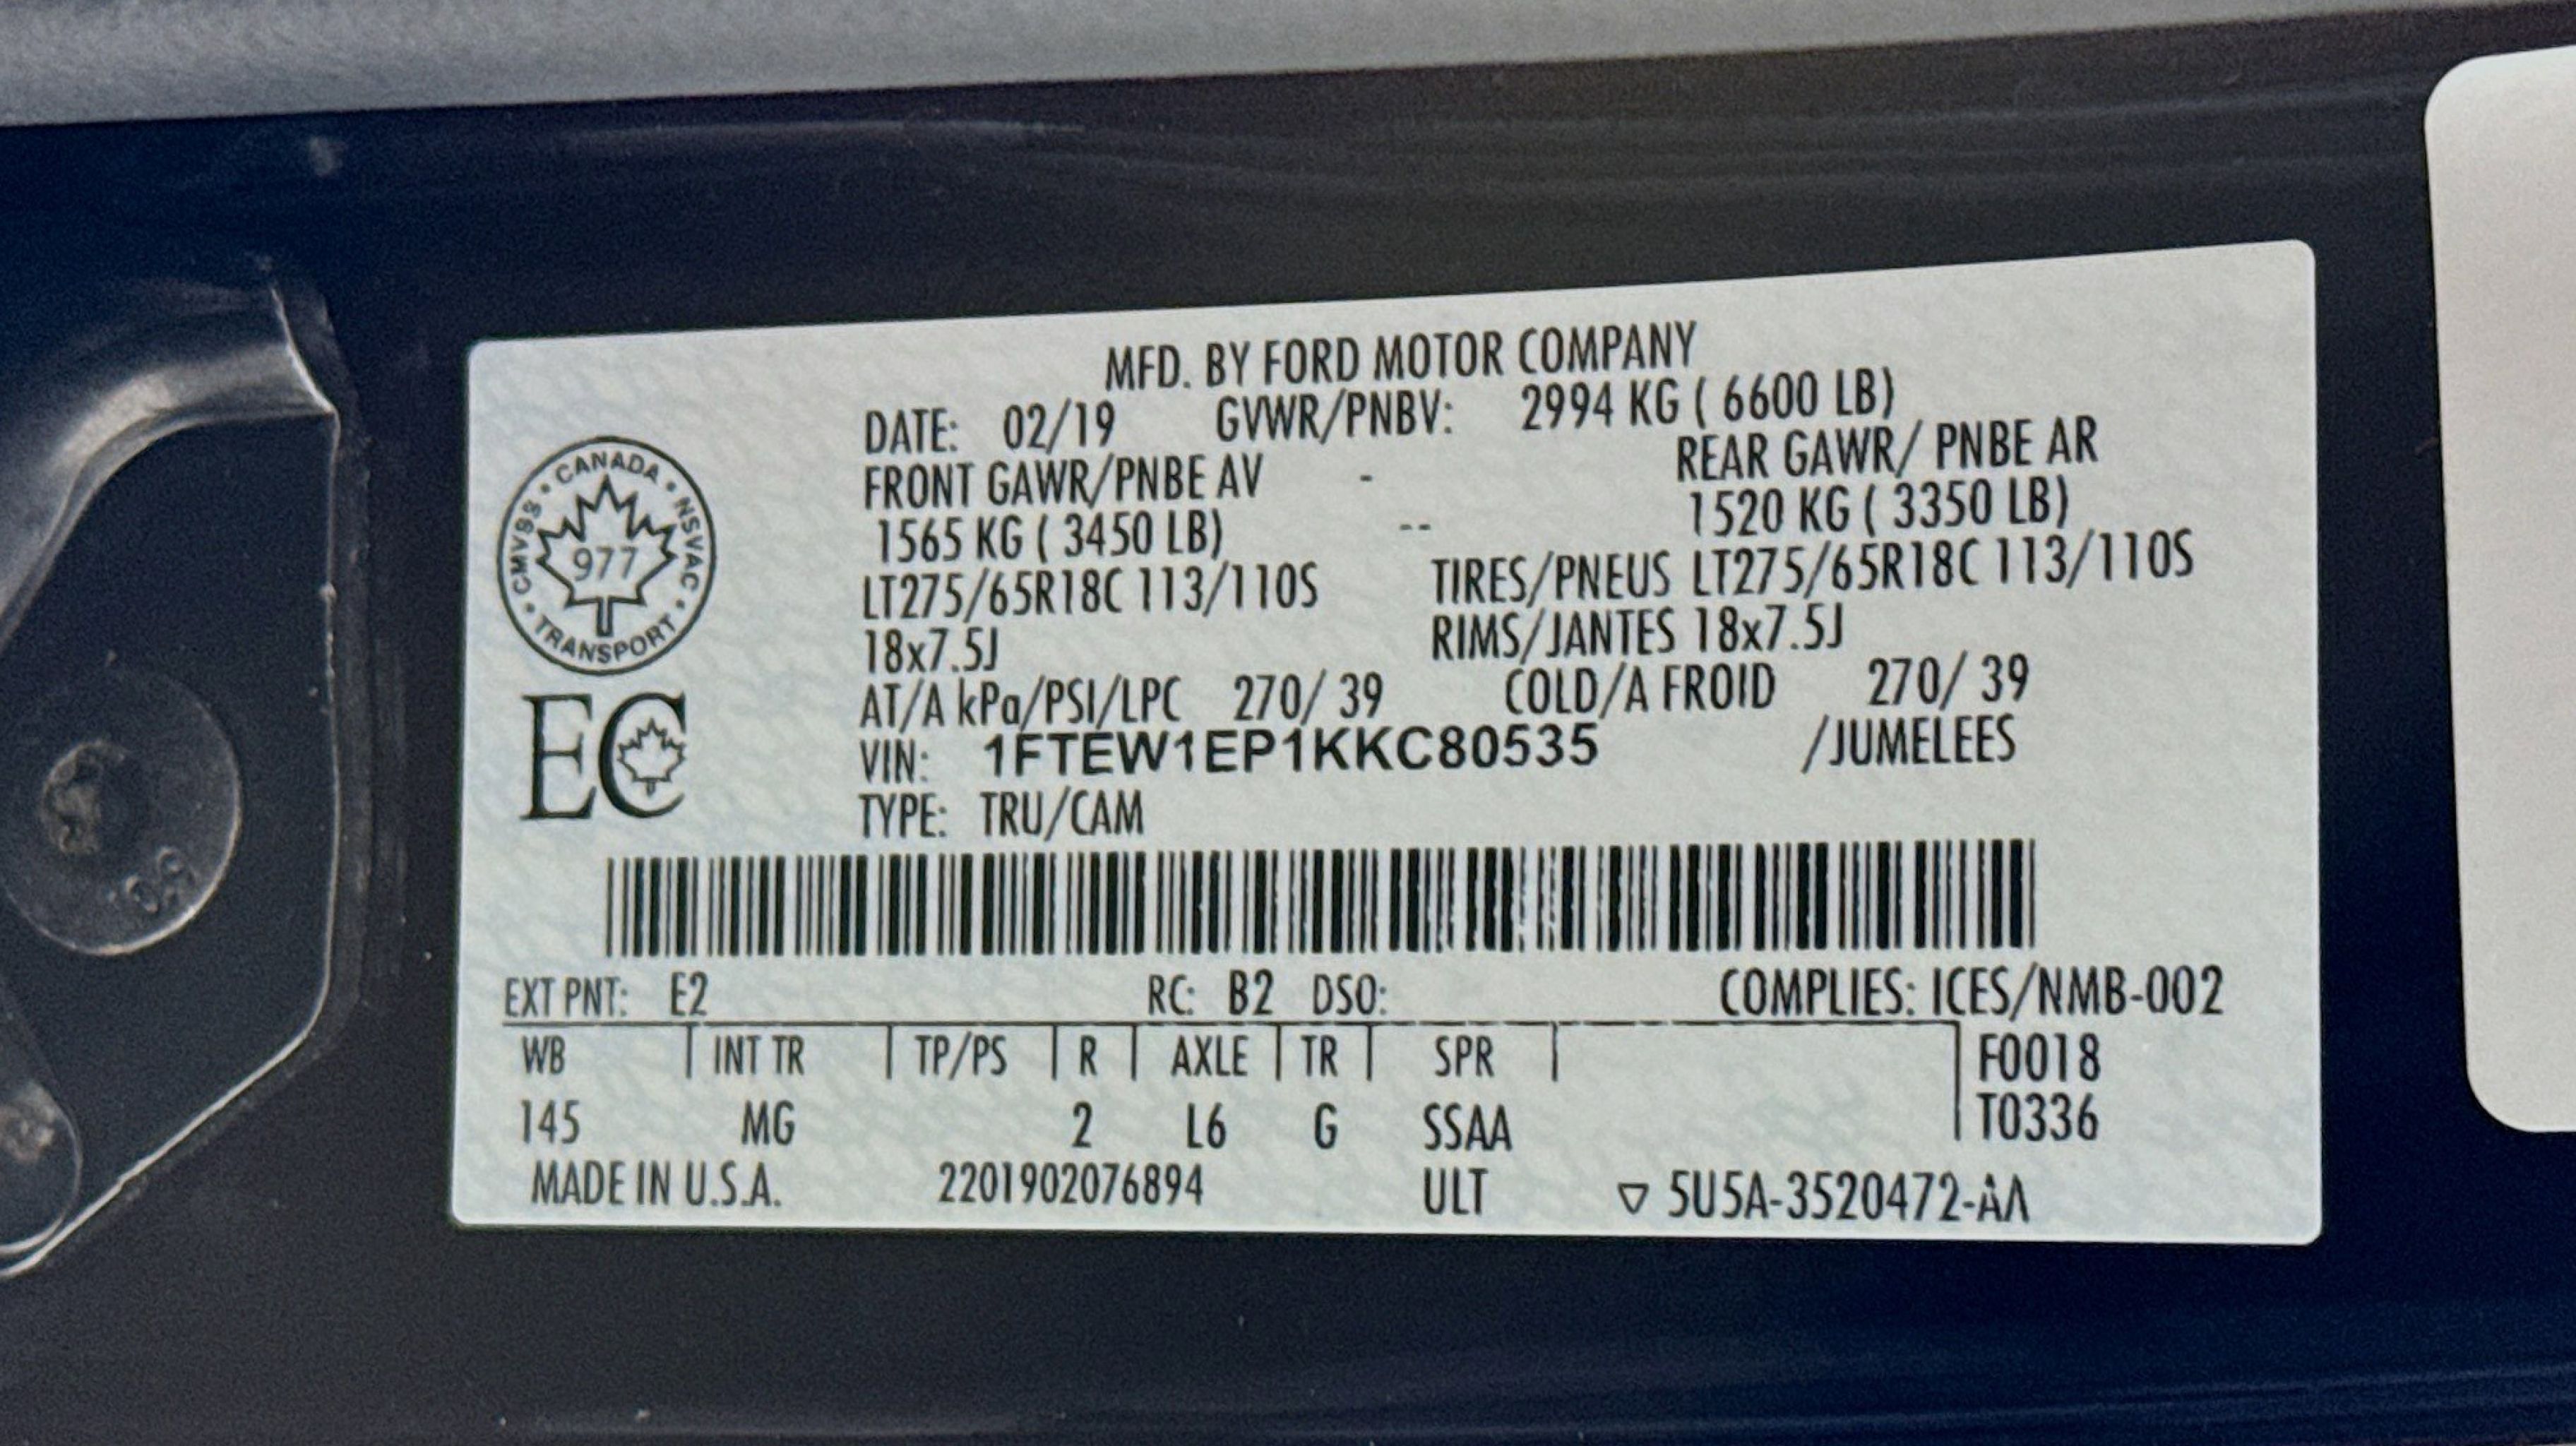 MFD. BY FORD MOTOR COMPANY
DATE: 02/19 GVWR/PNBV: 2994 KG ( 6600 LB)
FRONT GAWR/PNBE AV - REAR GAWR/ PNBE AR
1565 KG ( 3450 LB) -- 1520 KG ( 3350 LB)
LT275/65R18C 113/110S TIRES/PNEUS LT275/65R18C 113/110S
18x7.5J RIMS/JANTES 18x7.5J
AT/A kPa/PSI/LPC 270/ 39 COLD/A FROID 270/ 39
VIN: 1FTEW1EP1KKC80535 /JUMELEES
TYPE: TRU/CAM
CANADA • NSVAC • TRANSPORT • CMVSS •
977
EC
EXT PNT: E2 RC: B2 DSO: COMPLIES: ICES/NMB-002
WB | INT TR | TP/PS | R | AXLE | TR | SPR | F0018
145 MG 2 L6 G SSAA T0336
MADE IN U.S.A. 2201902076894 ULT ▽ 5U5A-3520472-AA
109